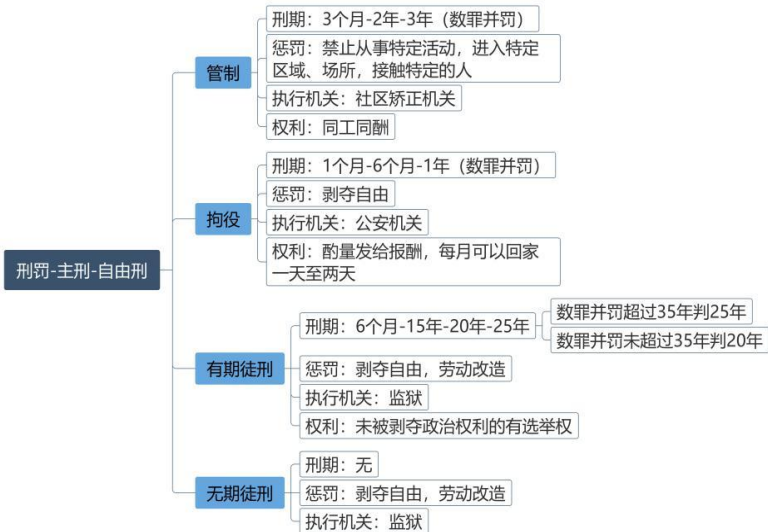 刑罚-主刑-自由刑
管制
刑期：3个月-2年-3年（数罪并罚）
惩罚：禁止从事特定活动，进入特定
区域、场所，接触特定的人
执行机关：社区矫正机关
权利：同工同酬
拘役
刑期：1个月-6个月-1年（数罪并罚）
惩罚：剥夺自由
执行机关：公安机关
权利：酌量发给报酬，每月可以回家
一天至两天
有期徒刑
刑期：6个月-15年-20年-25年
数罪并罚超过35年判25年
数罪并罚未超过35年判20年
惩罚：剥夺自由，劳动改造
执行机关：监狱
权利：未被剥夺政治权利的有选举权
无期徒刑
刑期：无
惩罚：剥夺自由，劳动改造
执行机关：监狱